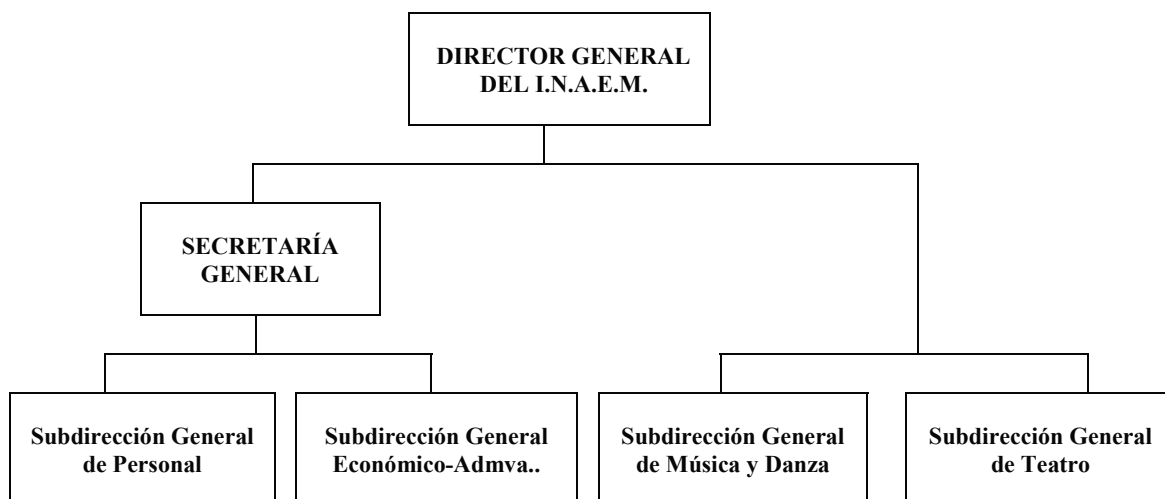 DIRECTOR GENERAL
DEL I.N.A.E.M.
SECRETARÍA
GENERAL
Subdirección General
de Personal
Subdirección General
Económico-Admva..
Subdirección General
de Música y Danza
Subdirección General
de Teatro